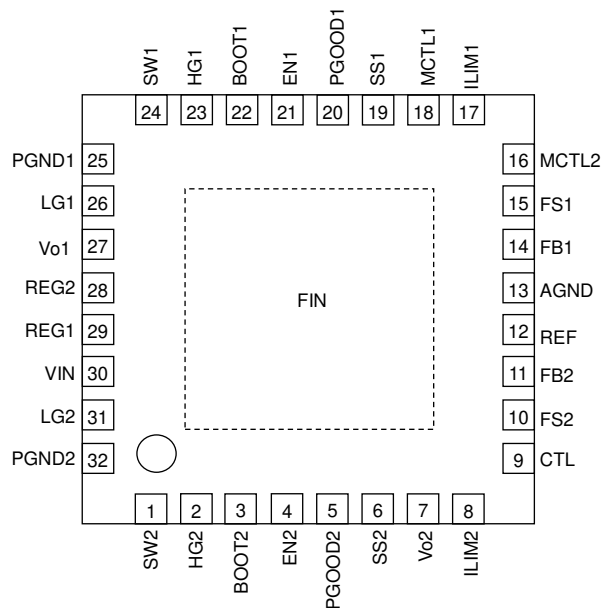 SW1 HG1 BOOT1 EN1 PGOOD1 SS1 MCTL1 ILIM1
24 23 22 21 20 19 18 17
PGND1 25 16 MCTL2
LG1 26 15 FS1
Vo1 27 14 FB1
REG2 28 13 AGND
FIN
REG1 29 12 REF
VIN 30 11 FB2
LG2 31 10 FS2
PGND2 32 9 CTL
1 2 3 4 5 6 7 8
SW2 HG2 BOOT2 EN2 PGOOD2 SS2 Vo2 ILIM2